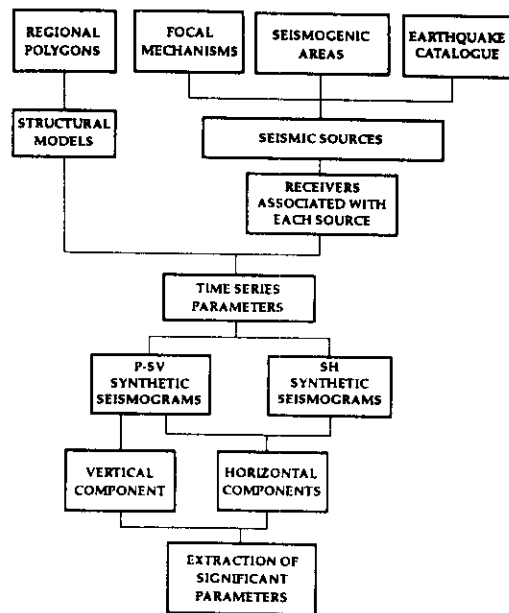 REGIONAL
POLYGONS
FOCAL
MECHANISMS
SEISMOGENIC
AREAS
EARTHQUAKE
CATALOGUE
STRUCTURAL
MODELS
SEISMIC SOURCES
RECEIVERS
ASSOCIATED WITH
EACH SOURCE
TIME SERIES
PARAMETERS
P-SV
SYNTHETIC
SEISMOGRAMS
SH
SYNTHETIC
SEISMOGRAMS
VERTICAL
COMPONENT
HORIZONTAL
COMPONENTS
EXTRACTION OF
SIGNIFICANT
PARAMETERS